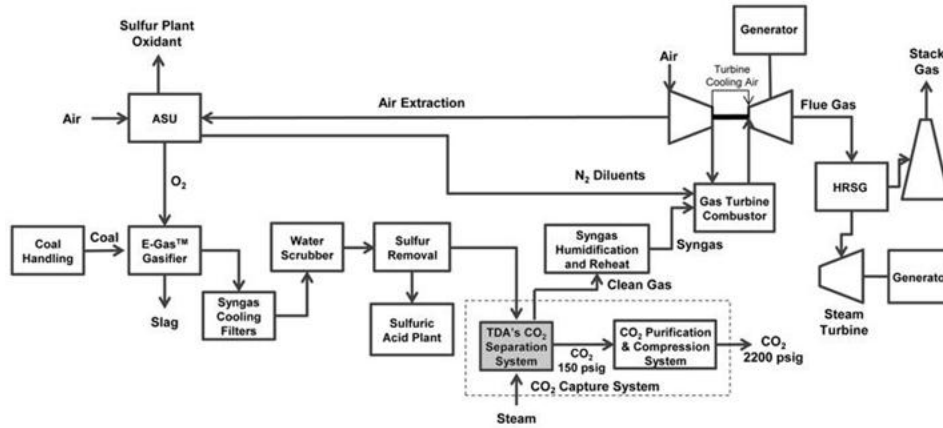 Sulfur Plant
Oxidant
Generator
Stack
Gas
Air
Turbine
Cooling Air
Air Extraction
Flue Gas
Air
ASU
O₂
N₂ Diluents
HRSG
Gas Turbine
Combustor
Coal
Handling
Coal
E-Gas™
Gasifier
Water
Scrubber
Sulfur
Removal
Syngas
Humidification
and Reheat
Syngas
Generator
Clean Gas
Slag
Syngas
Cooling
Filters
Sulfuric
Acid Plant
Steam
Turbine
TDA's CO₂
Separation
System
CO₂
150 psig
CO₂ Purification
& Compression
System
CO₂
2200 psig
CO₂ Capture System
Steam